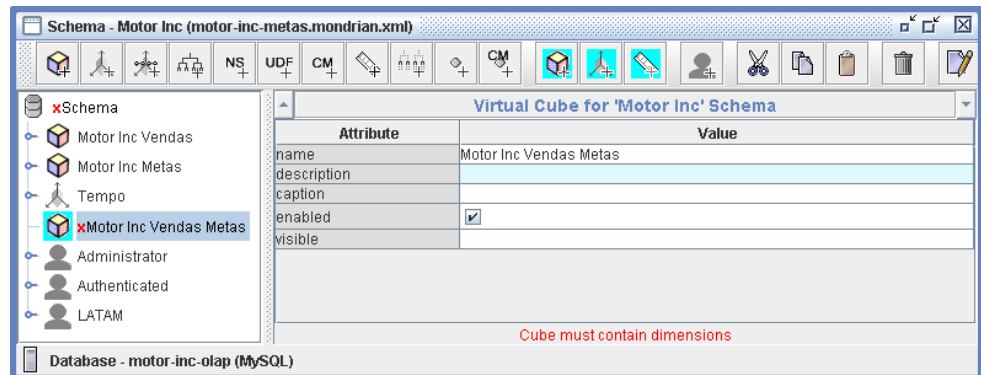 Schema - Motor Inc (motor-inc-metas.mondrian.xml)
NS UDF CM CM
xSchema
Motor Inc Vendas
Motor Inc Metas
Tempo
xMotor Inc Vendas Metas
Administrator
Authenticated
LATAM
Virtual Cube for 'Motor Inc' Schema
Attribute Value
name Motor Inc Vendas Metas
description
caption
enabled
visible
Cube must contain dimensions
Database - motor-inc-olap (MySQL)